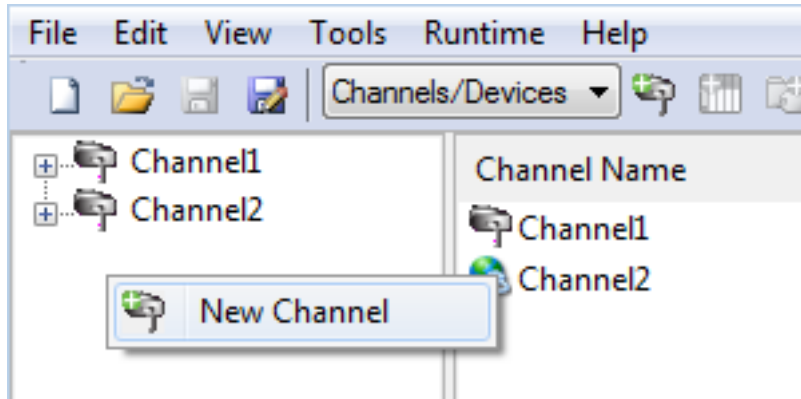 File Edit View Tools Runtime Help
Channels/Devices
Channel1
Channel2
New Channel
Channel Name
Channel1
Channel2